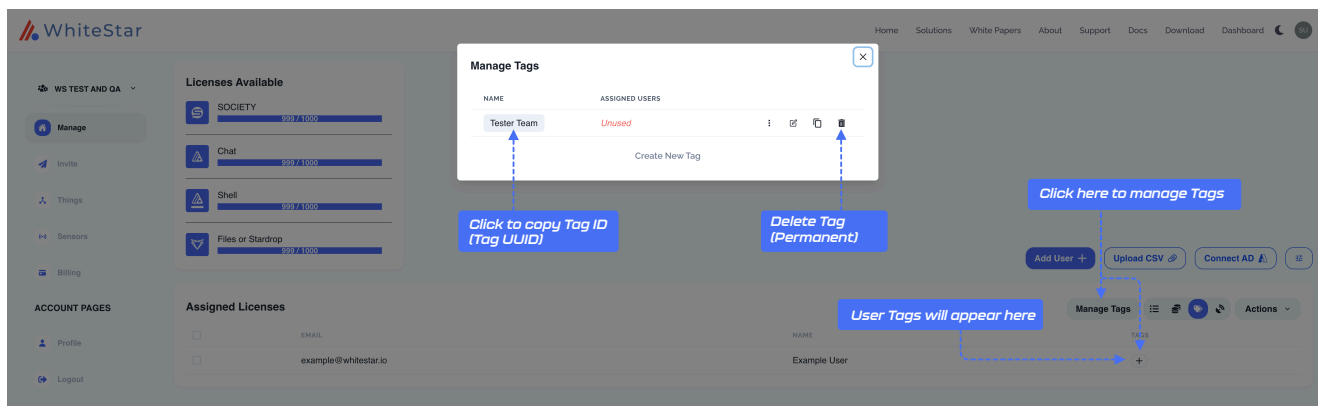 WhiteStar
Home Solutions White Papers About Support Docs Download Dashboard SU
WS TEST AND QA
Manage
Invite
Things
Sensors
Billing
ACCOUNT PAGES
Profile
Logout
Licenses Available
SOCIETY
999 / 1000
Chat
999 / 1000
Shell
999 / 1000
Files or Stardrop
999 / 1000
Manage Tags
NAME ASSIGNED USERS
Tester Team Unused
Create New Tag
Click to copy Tag ID
(Tag UUID)
Delete Tag
(Permanent)
Click here to manage Tags
Add User + Upload CSV Connect AD
User Tags will appear here
Assigned Licenses
Manage Tags Actions
EMAIL NAME TAGS
example@whitestar.io Example User +